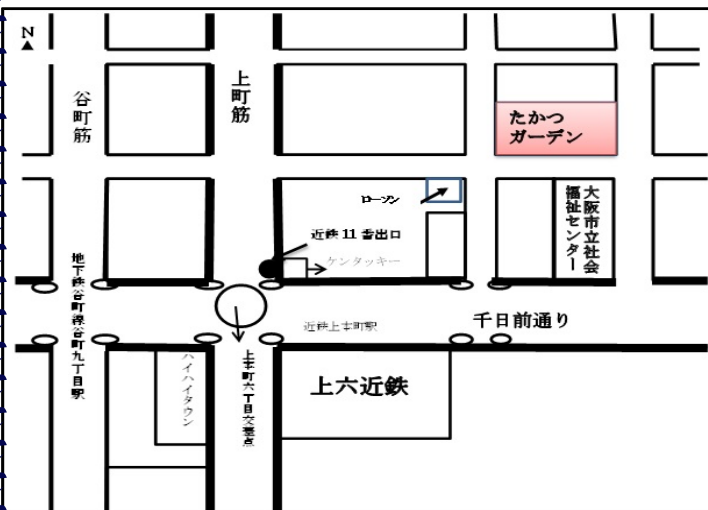 N
谷町筋
上町筋
たかつ
ガーデン
ローソン
大阪市立社会
福祉センター
近鉄 11 番出口
ケンタッキー
地下鉄谷町線谷町九丁目駅
近鉄上本町駅
千日前通り
ハイハイタウン
上本町六丁目交差点
上六近鉄